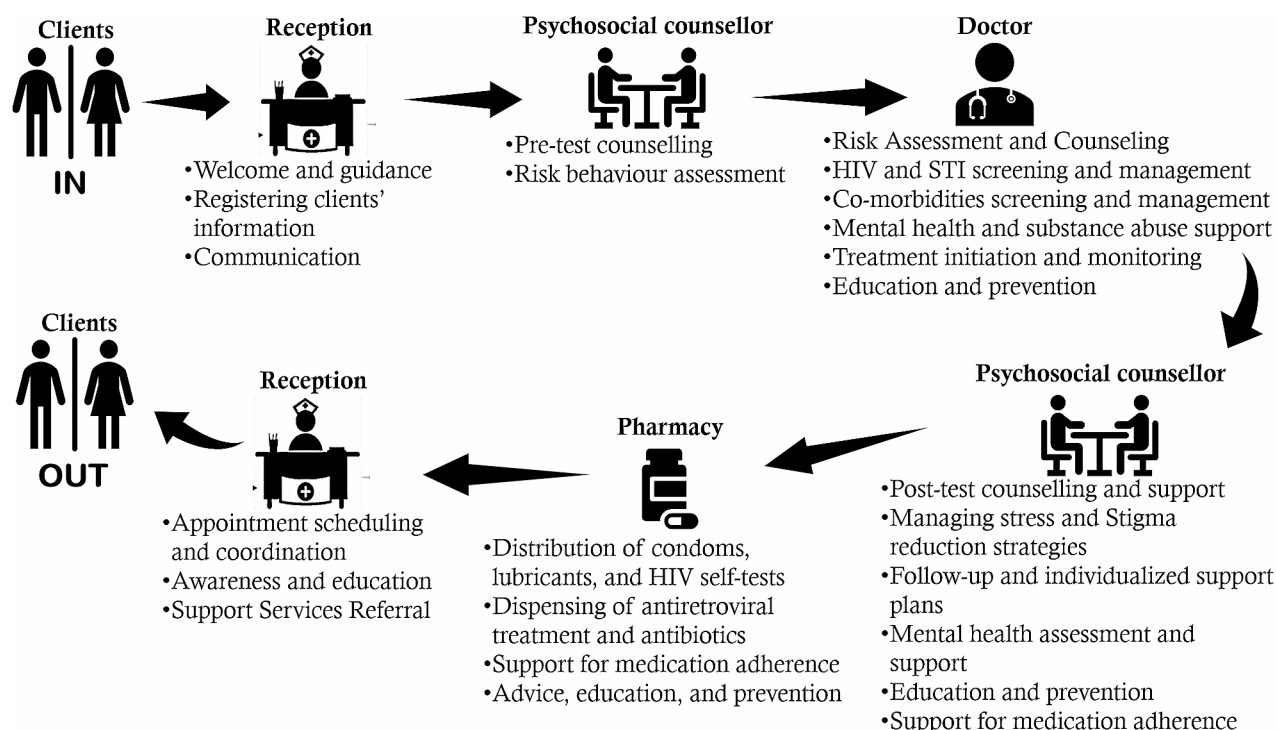 Clients
IN
Reception
•Welcome and guidance
•Registering clients'
information
•Communication
Psychosocial counsellor
•Pre-test counselling
•Risk behaviour assessment
Doctor
•Risk Assessment and Counseling
•HIV and STI screening and management
•Co-morbidities screening and management
•Mental health and substance abuse support
•Treatment initiation and monitoring
•Education and prevention
Psychosocial counsellor
•Post-test counselling and support
•Managing stress and Stigma
reduction strategies
•Follow-up and individualized support
plans
•Mental health assessment and
support
•Education and prevention
•Support for medication adherence
Pharmacy
•Distribution of condoms,
lubricants, and HIV self-tests
•Dispensing of antiretroviral
treatment and antibiotics
•Support for medication adherence
•Advice, education, and prevention
Reception
•Appointment scheduling
and coordination
•Awareness and education
•Support Services Referral
Clients
OUT